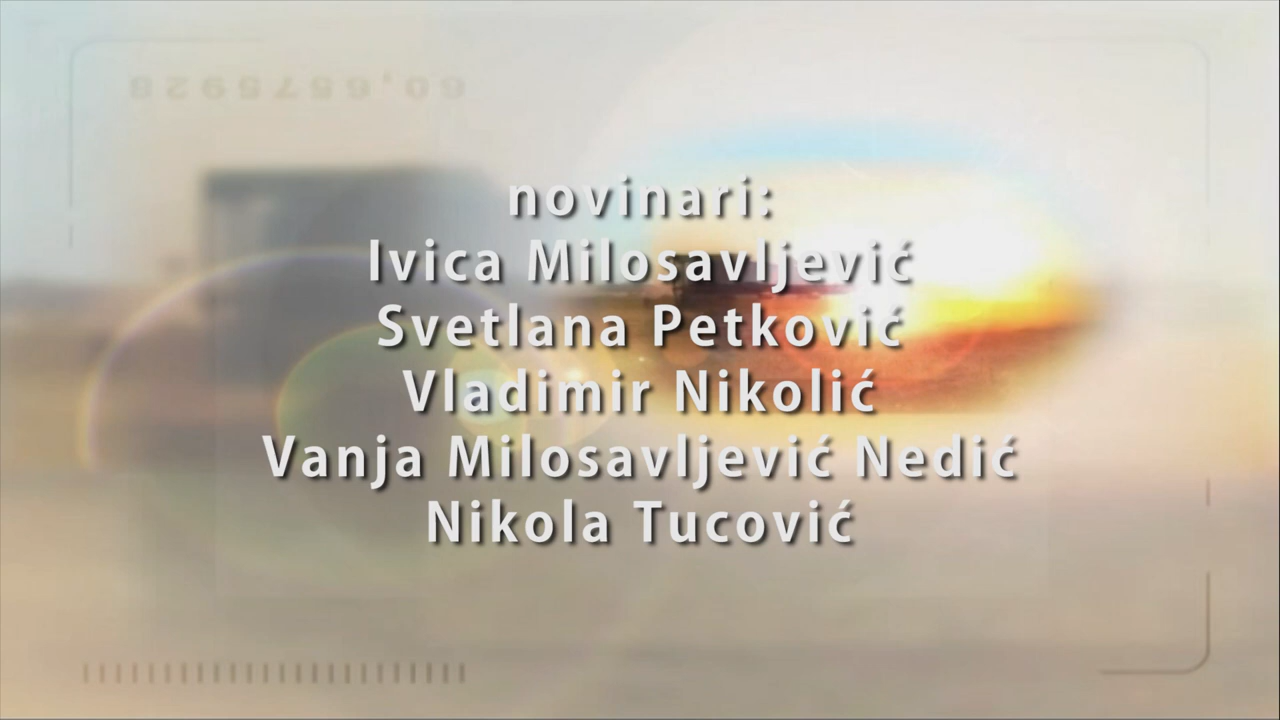 novinari:
Ivica Milosavljević
Svetlana Petković
Vladimir Nikolić
Vanja Milosavljević Nedić
Nikola Tucović